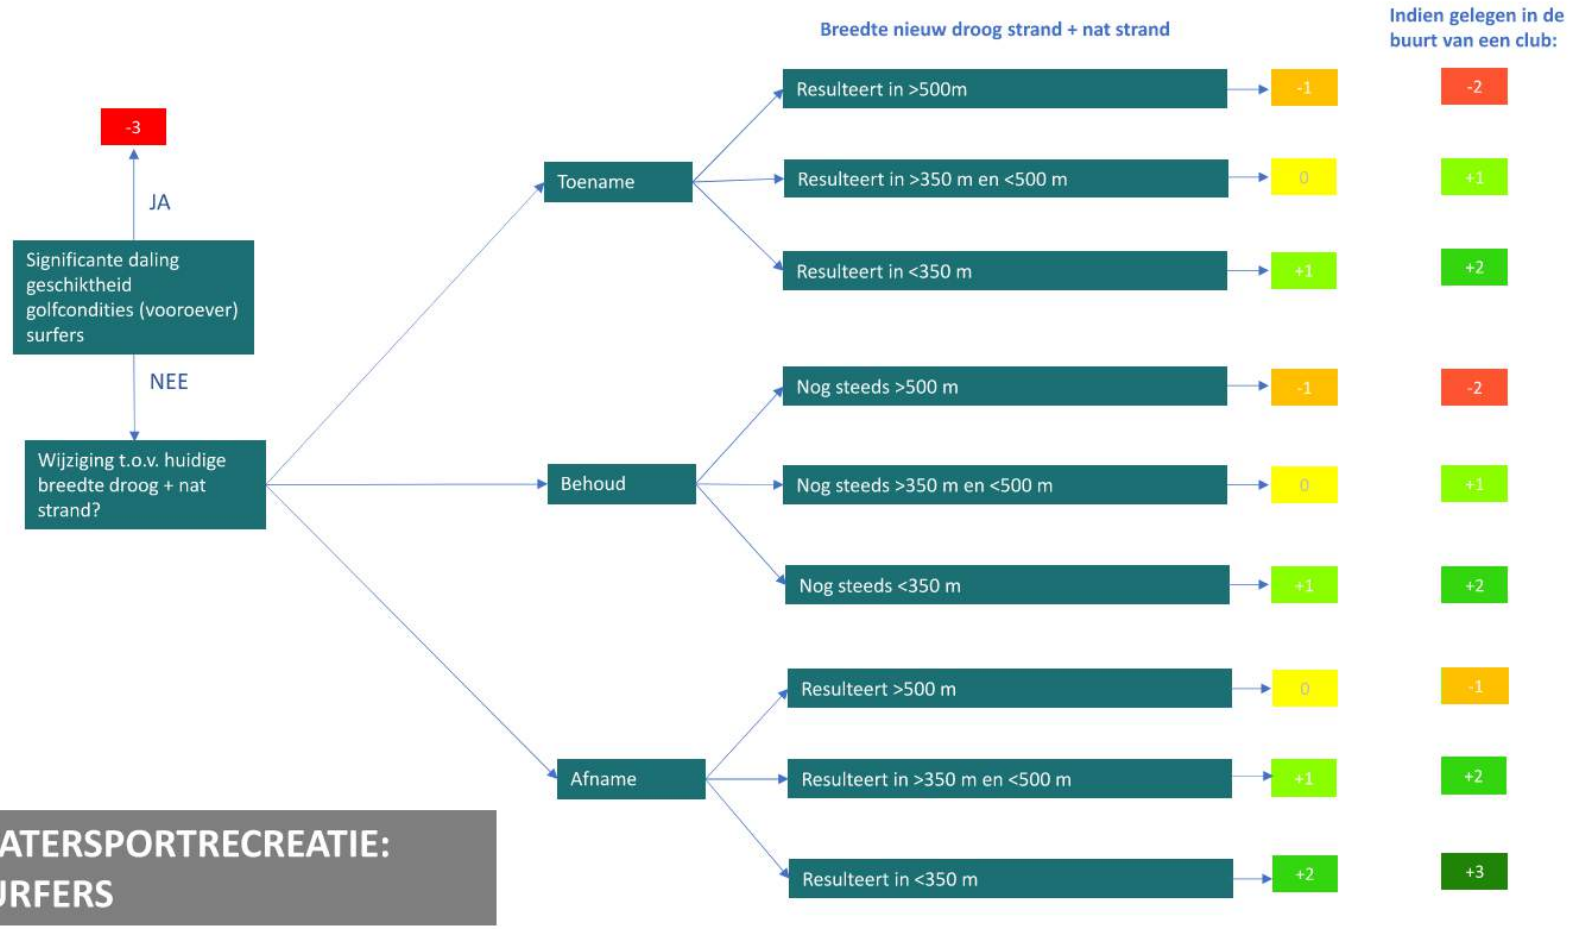 Breedte nieuw droog strand + nat strand
Indien gelegen in de
buurt van een club:
-3
JA
Significante daling
geschiktheid
golfcondities (vooroever)
surfers
NEE
Wijziging t.o.v. huidige
breedte droog + nat
strand?
Toename
Resulteert in >500m
-1
-2
Resulteert in >350 m en <500 m
0
+1
Resulteert in <350 m
+1
+2
Behoud
Nog steeds >500 m
-1
-2
Nog steeds >350 m en <500 m
0
+1
Nog steeds <350 m
+1
+2
Afname
Resulteert >500 m
0
-1
Resulteert in >350 m en <500 m
+1
+2
Resulteert in <350 m
+2
+3
ATERSPORTRECREATIE:
URFERS